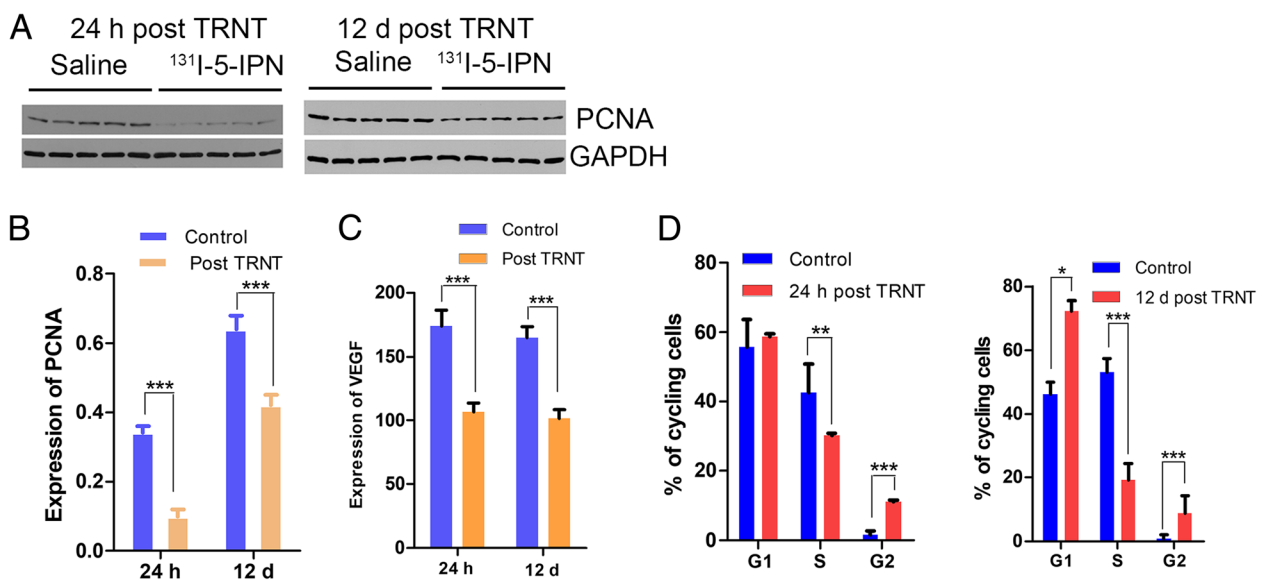 A
24 h post TRNT
12 d post TRNT
Saline
¹³¹I-5-IPN
Saline
¹³¹I-5-IPN
PCNA
GAPDH
B
Control
Post TRNT
Expression of PCNA
0.8
0.6
0.4
0.2
0.0
***
***
24 h
12 d
C
Control
Post TRNT
Expression of VEGF
200
150
100
50
0
***
***
24 h
12 d
D
Control
24 h post TRNT
% of cycling cells
80
60
40
20
0
**
***
G1
S
G2
Control
12 d post TRNT
% of cycling cells
80
60
40
20
0
*
***
***
G1
S
G2